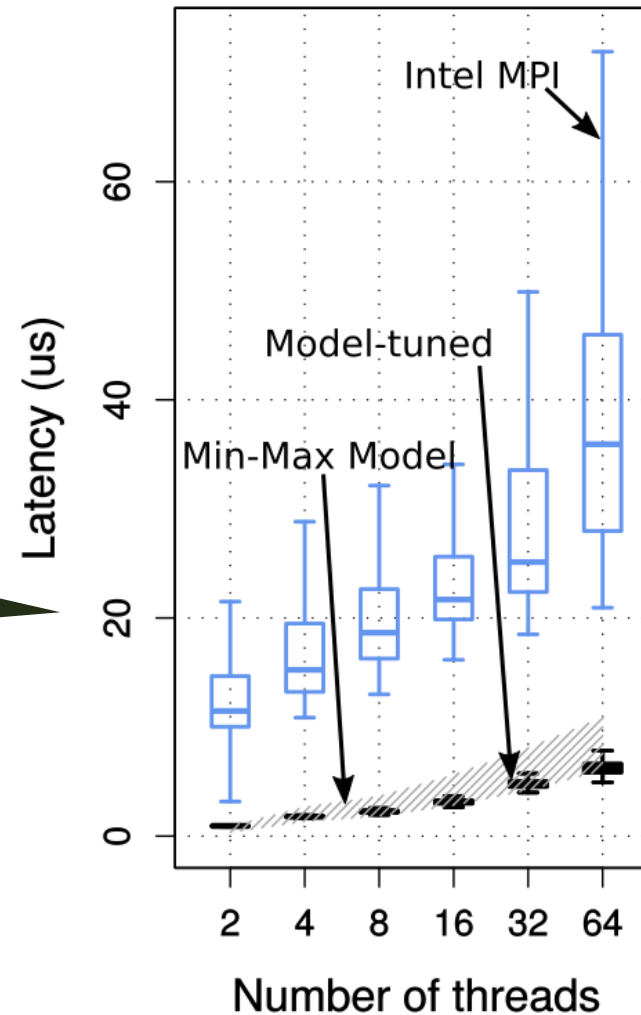 Intel MPI
Model-tuned
Min-Max Model
Latency (us)
60
40
20
0
2 4 8 16 32 64
Number of threads